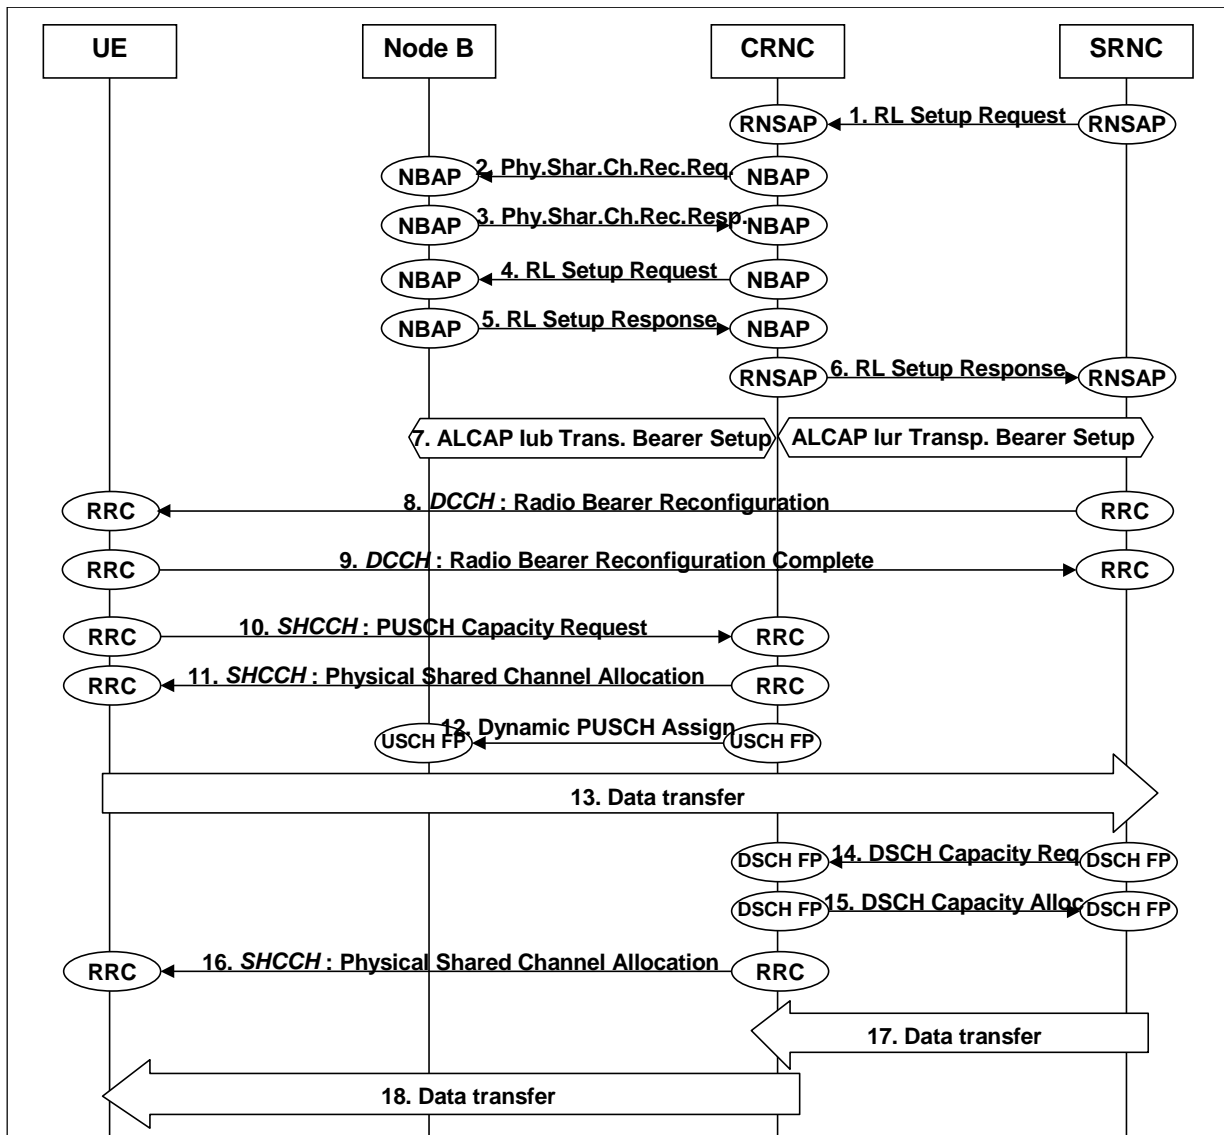 UE Node B CRNC SRNC
RNSAP 1. RL Setup Request RNSAP
NBAP 2. Phy.Shar.Ch.Rec.Req. NBAP
NBAP 3. Phy.Shar.Ch.Rec.Resp. NBAP
NBAP 4. RL Setup Request NBAP
NBAP 5. RL Setup Response NBAP
RNSAP 6. RL Setup Response RNSAP
7. ALCAP Iub Trans. Bearer Setup ALCAP Iur Transp. Bearer Setup
RRC 8. DCCH : Radio Bearer Reconfiguration RRC
RRC 9. DCCH : Radio Bearer Reconfiguration Complete RRC
RRC 10. SHCCH : PUSCH Capacity Request RRC
RRC 11. SHCCH : Physical Shared Channel Allocation RRC
USCH FP 12. Dynamic PUSCH Assign USCH FP
13. Data transfer
DSCH FP 14. DSCH Capacity Req DSCH FP
DSCH FP 15. DSCH Capacity Alloc DSCH FP
RRC 16. SHCCH : Physical Shared Channel Allocation RRC
17. Data transfer
18. Data transfer